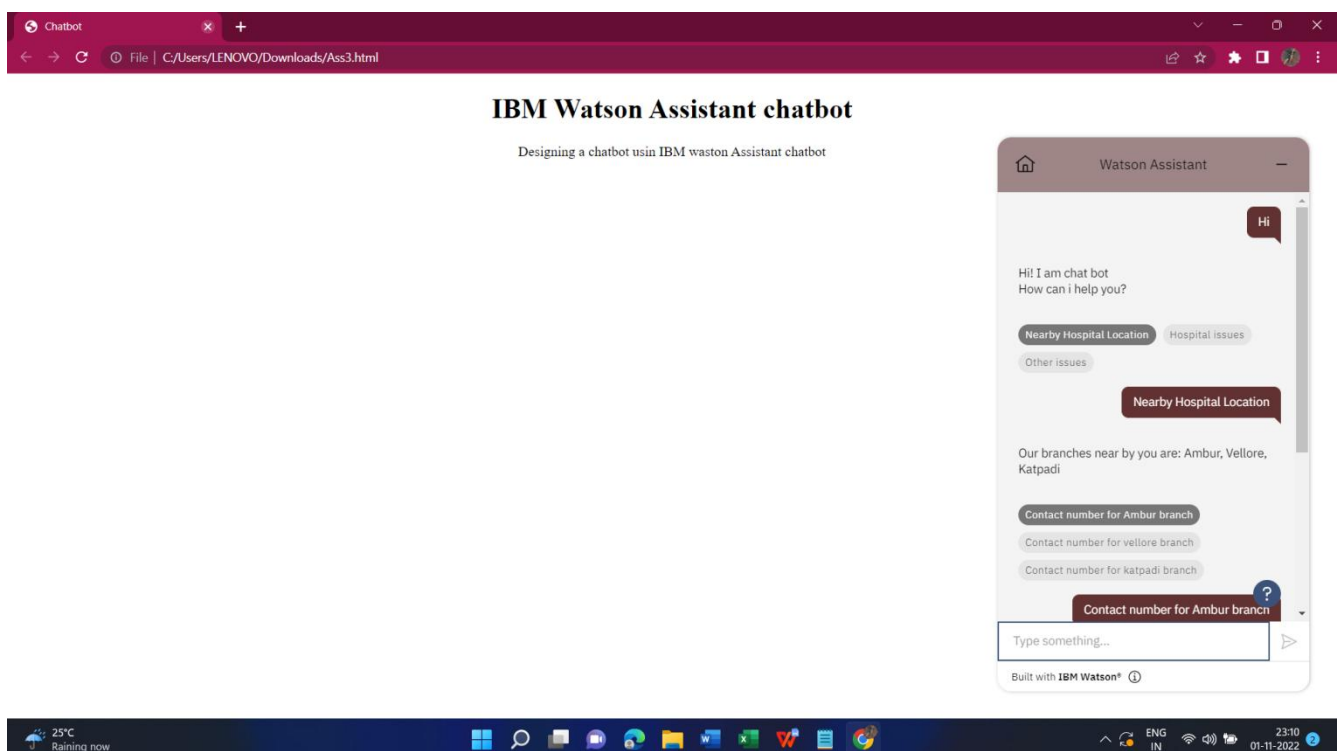 Chatbot
File | C:/Users/LENOVO/Downloads/Ass3.html
IBM Watson Assistant chatbot
Designing a chatbot usin IBM waston Assistant chatbot
Watson Assistant
Hi
Hi! I am chat bot
How can i help you?
Nearby Hospital Location Hospital issues
Other issues
Nearby Hospital Location
Our branches near by you are: Ambur, Vellore,
Katpadi
Contact number for Ambur branch
Contact number for vellore branch
Contact number for katpadi branch
?
Contact number for Ambur branch
Type something...
Built with IBM Watson®
25°C
Raining now
ENG
IN
23:10
01-11-2022
2